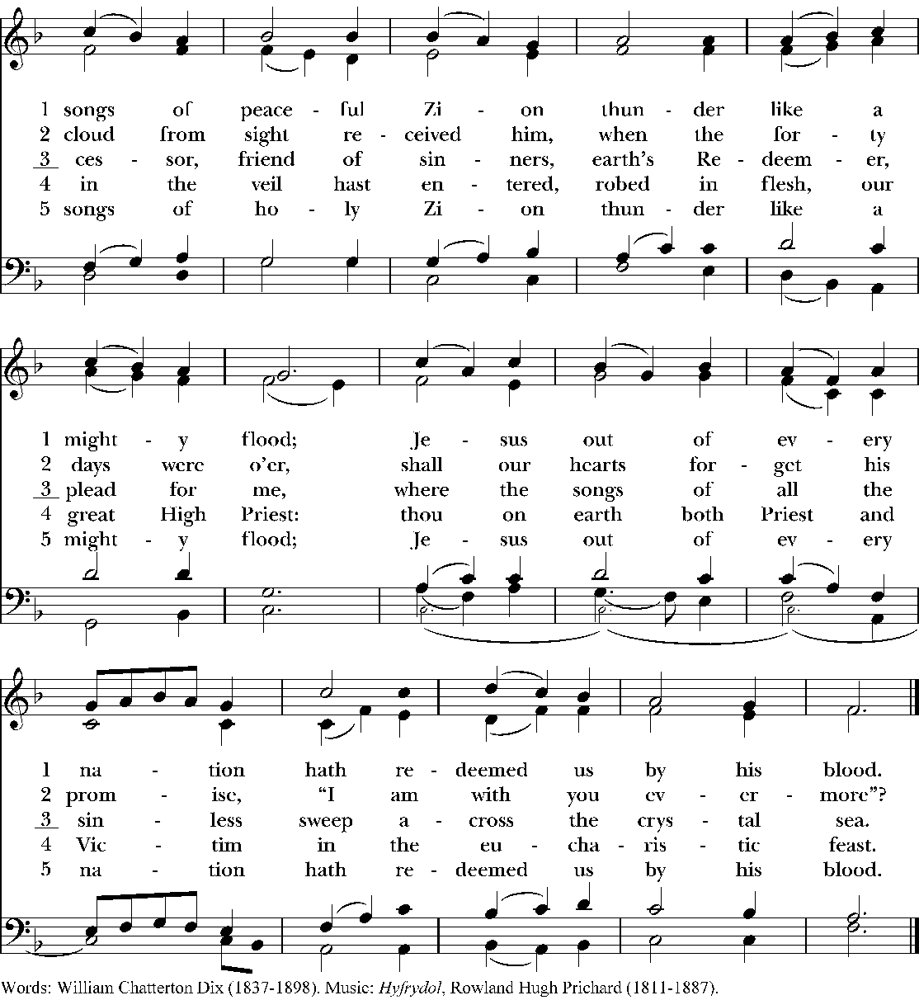 1 songs of peace - ful Zi - on thun - der like a
2 cloud from sight re - ceived him, when the for - ty
3 ces - sor, friend of sin - ners, earth's Re - deem - er,
4 in the veil hast en - tered, robed in flesh, our
5 songs of ho - ly Zi - on thun - der like a
1 might - y flood; Je - sus out of ev - ery
2 days were o'er, shall our hearts for - get his
3 plead for me, where the songs of all the
4 great High Priest: thou on earth both Priest and
5 might - y flood; Je - sus out of ev - ery
1 na - tion hath re - deemed us by his blood.
2 prom - ise, “I am with you ev - er - more”?
3 sin - less sweep a - cross the crys - tal sea.
4 Vic - tim in the eu - cha - ris - tic feast.
5 na - tion hath re - deemed us by his blood.
Words: William Chatterton Dix (1837-1898). Music: Hyfrydol, Rowland Hugh Prichard (1811-1887).